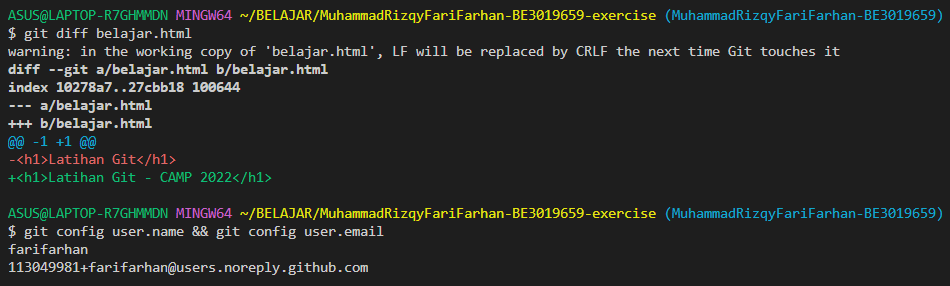 ASUS@LAPTOP-R7GHMMDN MINGW64 ~/BELAJAR/MuhammadRizqyFariFarhan-BE3019659-exercise (MuhammadRizqyFariFarhan-BE3019659)
$ git diff belajar.html
warning: in the working copy of 'belajar.html', LF will be replaced by CRLF the next time Git touches it
diff --git a/belajar.html b/belajar.html
index 10278a7..27cbb18 100644
--- a/belajar.html
+++ b/belajar.html
@@ -1 +1 @@
-<h1>Latihan Git</h1>
+<h1>Latihan Git - CAMP 2022</h1>
ASUS@LAPTOP-R7GHMMDN MINGW64 ~/BELAJAR/MuhammadRizqyFariFarhan-BE3019659-exercise (MuhammadRizqyFariFarhan-BE3019659)
$ git config user.name && git config user.email
farifarhan
113049981+farifarhan@users.noreply.github.com